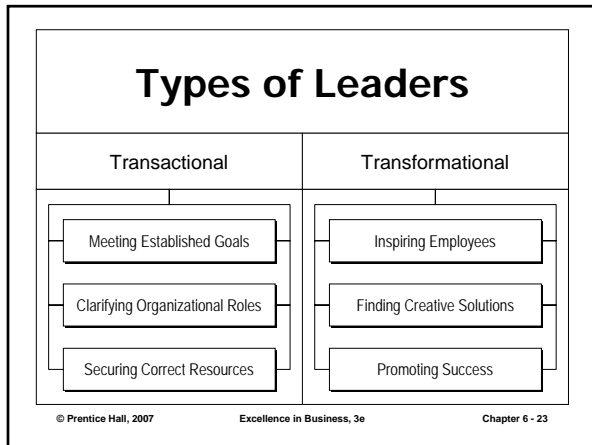 Types of Leaders
Transactional
Transformational
Meeting Established Goals
Clarifying Organizational Roles
Securing Correct Resources
Inspiring Employees
Finding Creative Solutions
Promoting Success
© Prentice Hall, 2007 Excellence in Business, 3e Chapter 6 - 23